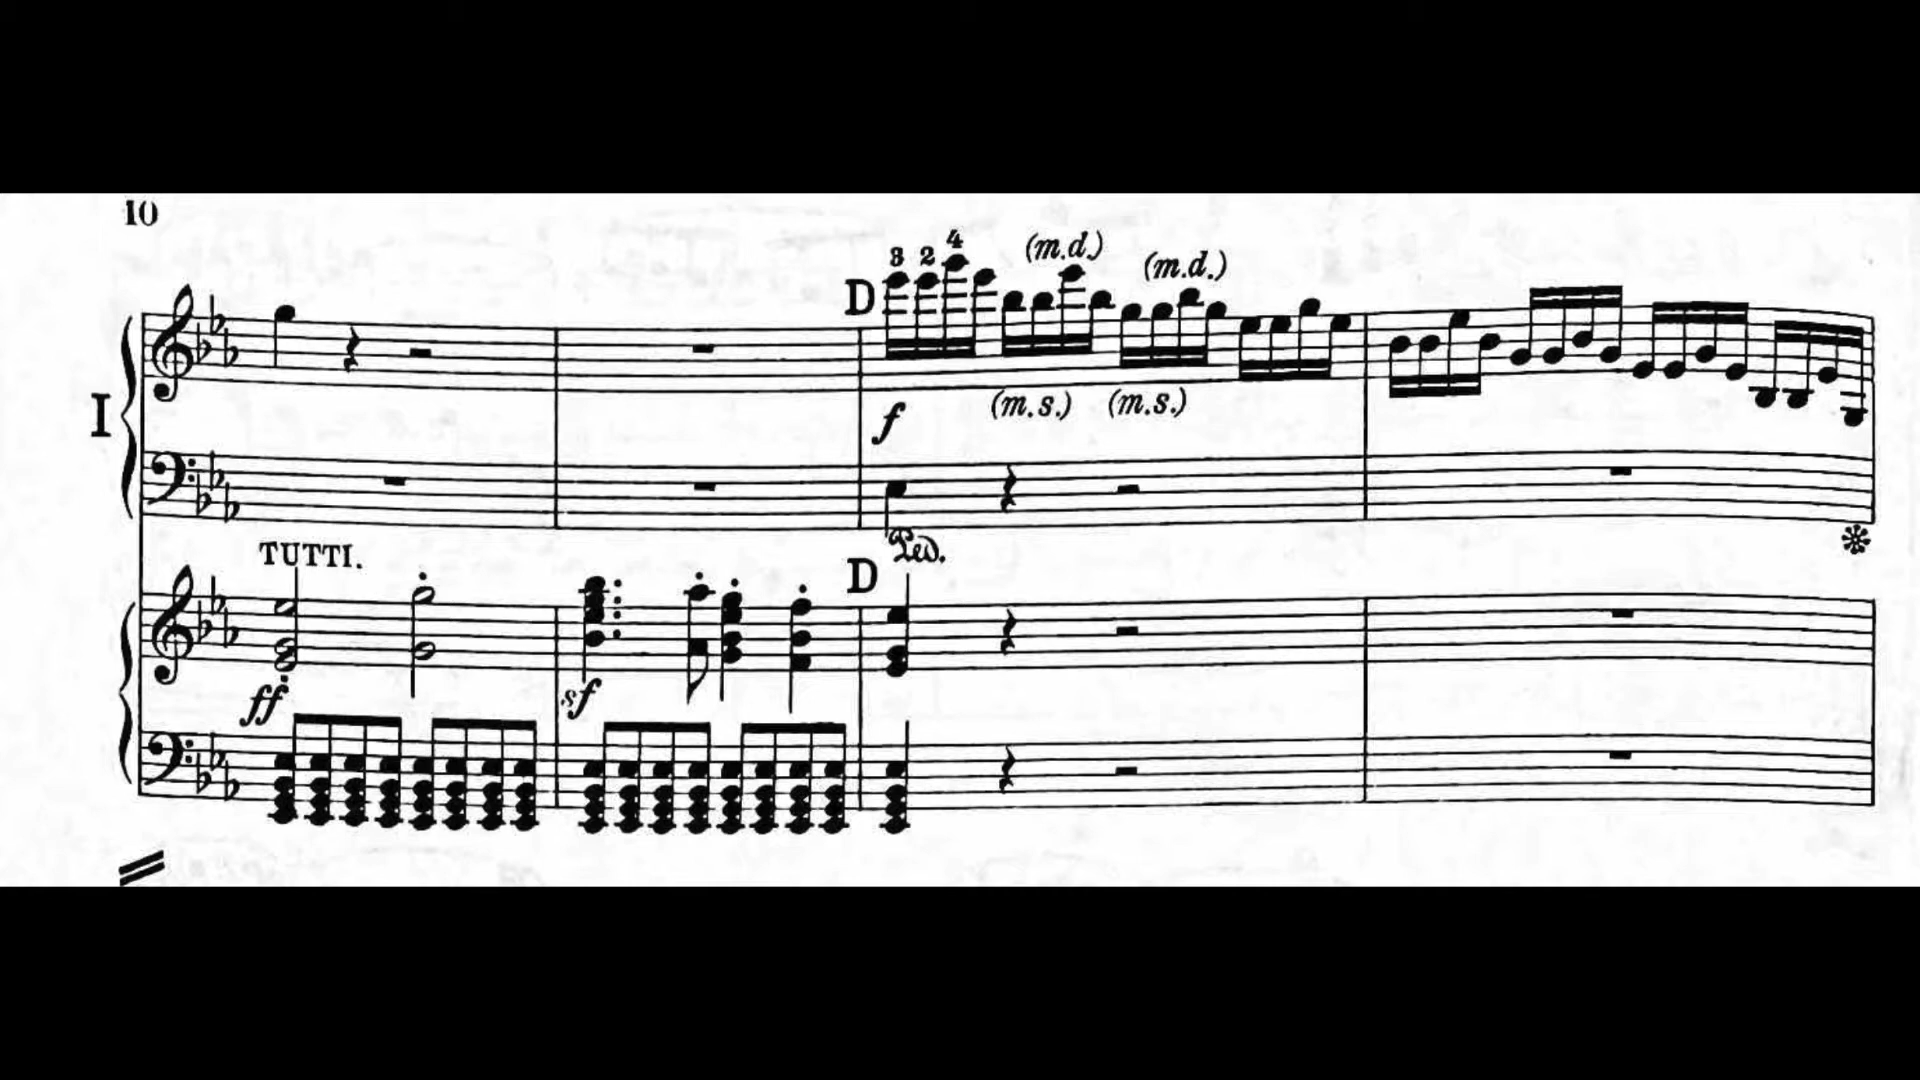 10
3 2 4 (m.d.) (m.d.)
D
I
f (m.s.) (m.s.)
Ped.
TUTTI.
D
ff sf